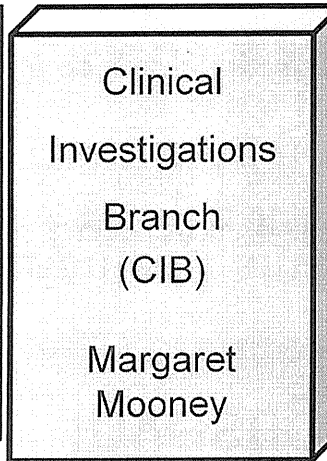 Clinical
Investigations
Branch
(CIB)
Margaret
Mooney